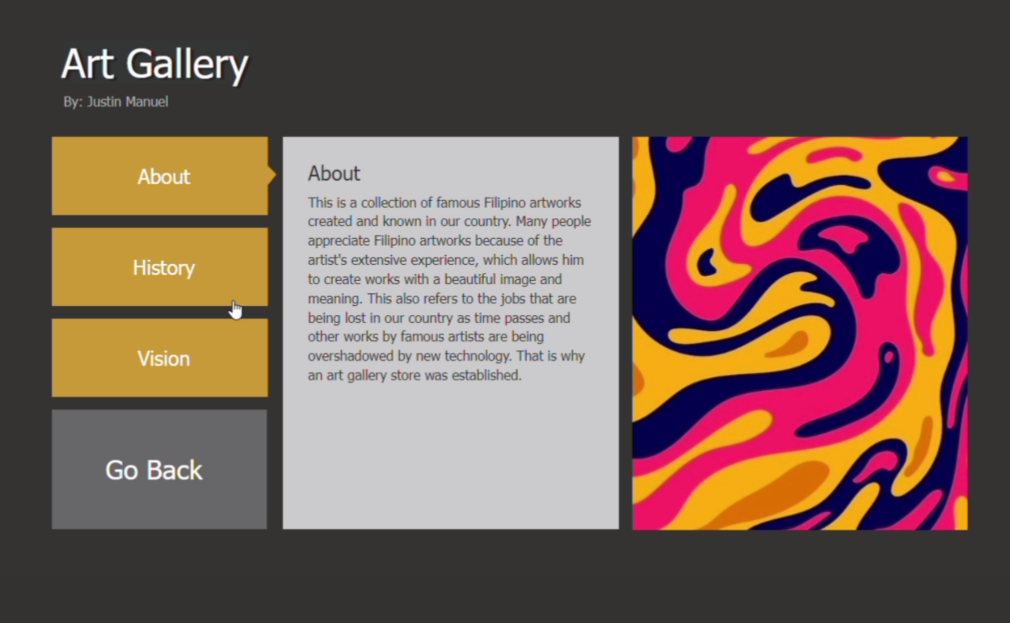 Art Gallery
By: Justin Manuel
About
History
Vision
Go Back
About
This is a collection of famous Filipino artworks
created and known in our country. Many people
appreciate Filipino artworks because of the
artist's extensive experience, which allows him
to create works with a beautiful image and
meaning. This also refers to the jobs that are
being lost in our country as time passes and
other works by famous artists are being
overshadowed by new technology. That is why
an art gallery store was established.